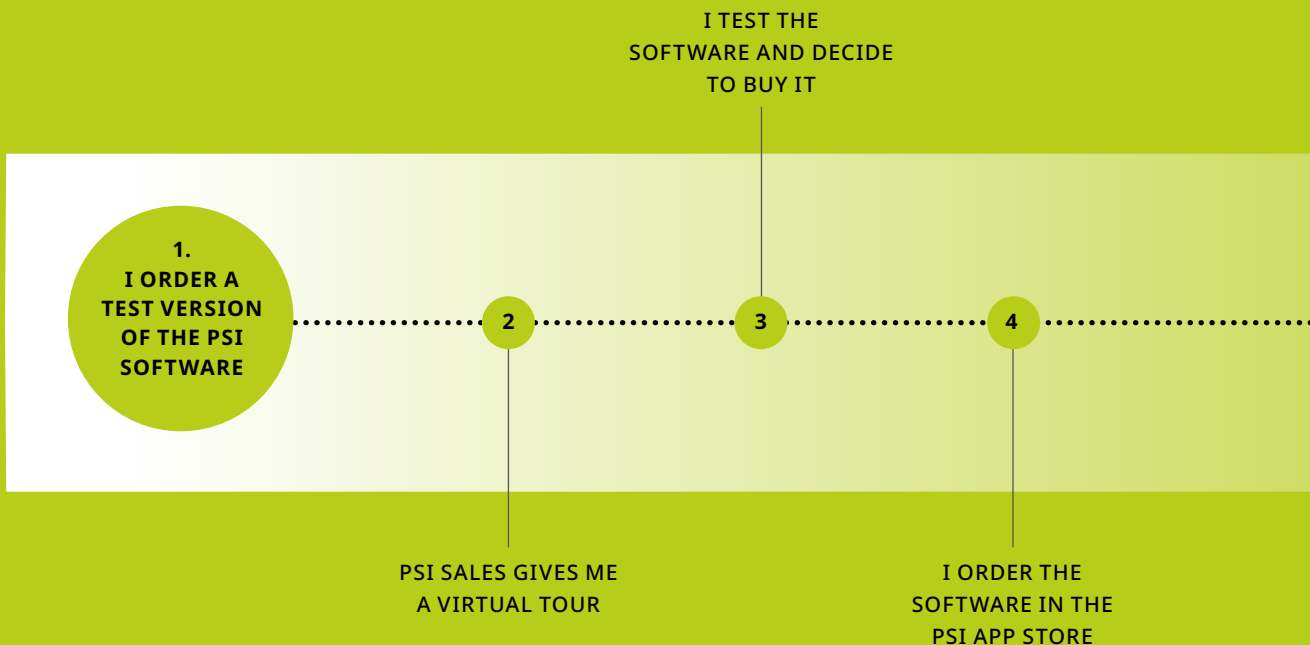 I TEST THE
SOFTWARE AND DECIDE
TO BUY IT
1.
I ORDER A
TEST VERSION
OF THE PSI
SOFTWARE
2
3
4
PSI SALES GIVES ME
A VIRTUAL TOUR
I ORDER THE
SOFTWARE IN THE
PSI APP STORE